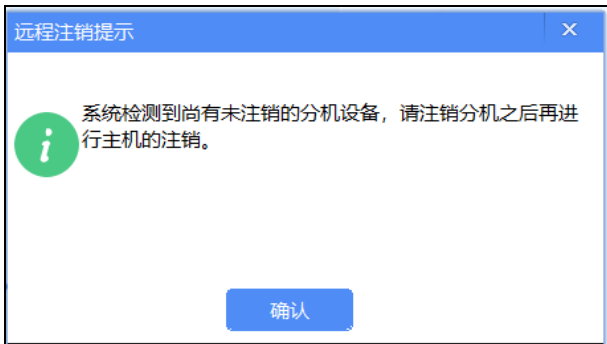 远程注销提示
系统检测到尚有未注销的分机设备，请注销分机之后再进
行主机的注销。
确认